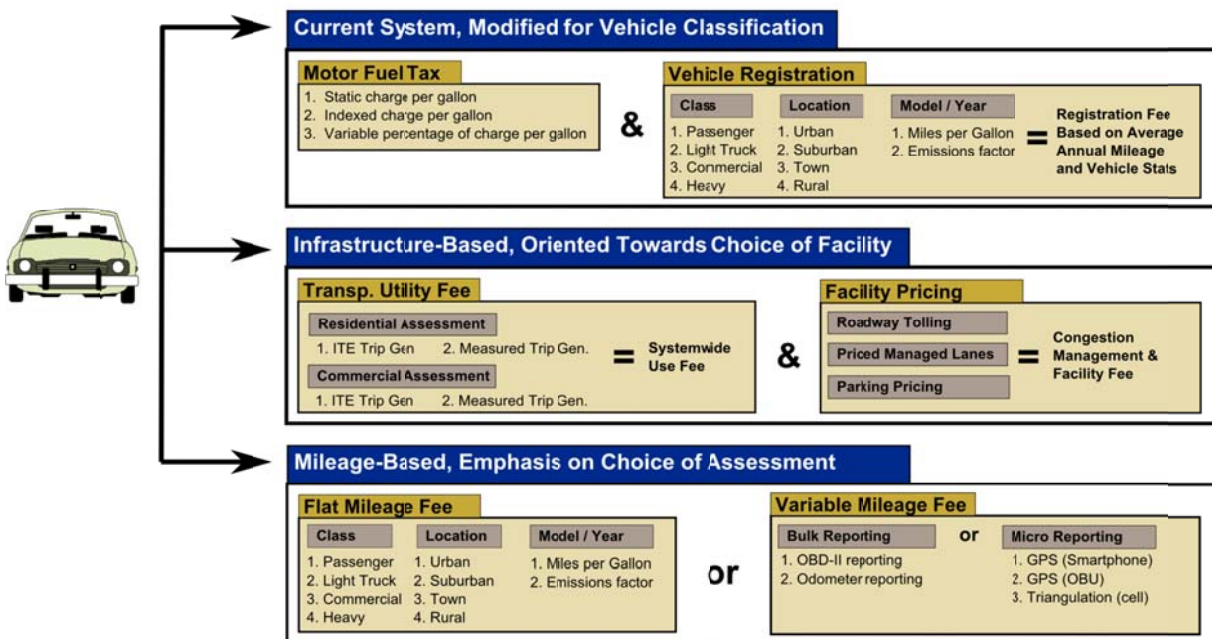 Current System, Modified for Vehicle Classification
Motor Fuel Tax
1. Static charge per gallon
2. Indexed charge per gallon
3. Variable percentage of charge per gallon
&
Vehicle Registration
Class
1. Passenger
2. Light Truck
3. Commercial
4. Heavy
Location
1. Urban
2. Suburban
3. Town
4. Rural
Model / Year
1. Miles per Gallon
2. Emissions factor
=
Registration Fee
Based on Average
Annual Mileage
and Vehicle Stats
Infrastructure-Based, Oriented Towards Choice of Facility
Transp. Utility Fee
Residential Assessment
1. ITE Trip Gen 2. Measured Trip Gen.
Commercial Assessment
1. ITE Trip Gen 2. Measured Trip Gen.
=
Systemwide
Use Fee
&
Facility Pricing
Roadway Tolling
Priced Managed Lanes
Parking Pricing
=
Congestion
Management &
Facility Fee
Mileage-Based, Emphasis on Choice of Assessment
Flat Mileage Fee
Class
1. Passenger
2. Light Truck
3. Commercial
4. Heavy
Location
1. Urban
2. Suburban
3. Town
4. Rural
Model / Year
1. Miles per Gallon
2. Emissions factor
or
Variable Mileage Fee
Bulk Reporting
1. OBD-II reporting
2. Odometer reporting
or
Micro Reporting
1. GPS (Smartphone)
2. GPS (OBU)
3. Triangulation (cell)